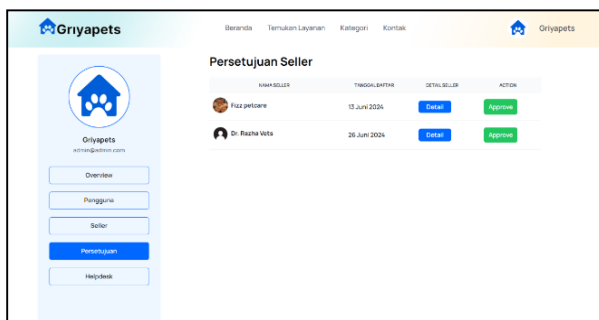 Griyapets
Beranda Temukan Layanan Kategori Kontak
Griyapets
Griyapets
admin@admin.com
Overview
Pengguna
Seller
Persetujuan
Helpdesk
Persetujuan Seller
NAMA SELLER TANGGAL DAFTAR DETAIL SELLER ACTION
Fizz petcare 13 Juni 2024 Detail Approve
Dr. Razha Vets 26 Juni 2024 Detail Approve